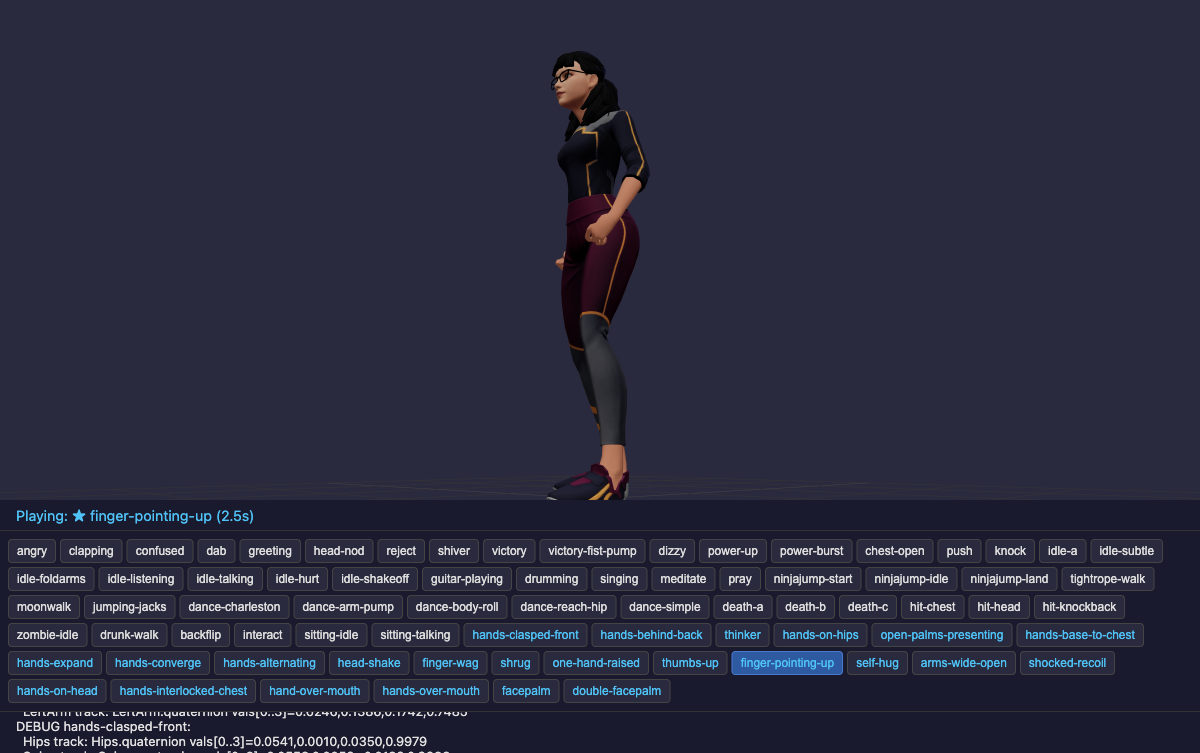 Playing: ★ finger-pointing-up (2.5s)
angry clapping confused dab greeting head-nod reject shiver victory victory-fist-pump dizzy power-up power-burst chest-open push knock idle-a idle-subtle
idle-foldarms idle-listening idle-talking idle-hurt idle-shakeoff guitar-playing drumming singing meditate pray ninjajump-start ninjajump-idle ninjajump-land tightrope-walk
moonwalk jumping-jacks dance-charleston dance-arm-pump dance-body-roll dance-reach-hip dance-simple death-a death-b death-c hit-chest hit-head hit-knockback
zombie-idle drunk-walk backflip interact sitting-idle sitting-talking hands-clasped-front hands-behind-back thinker hands-on-hips open-palms-presenting hands-base-to-chest
hands-expand hands-converge hands-alternating head-shake finger-wag shrug one-hand-raised thumbs-up finger-pointing-up self-hug arms-wide-open shocked-recoil
hands-on-head hands-interlocked-chest hand-over-mouth hands-over-mouth facepalm double-facepalm
LeftArm track: LeftArm.quaternion
DEBUG hands-clasped-front:
Hips track: Hips.quaternion vals[0..3]=0.0541,0.0010,0.0350,0.9979